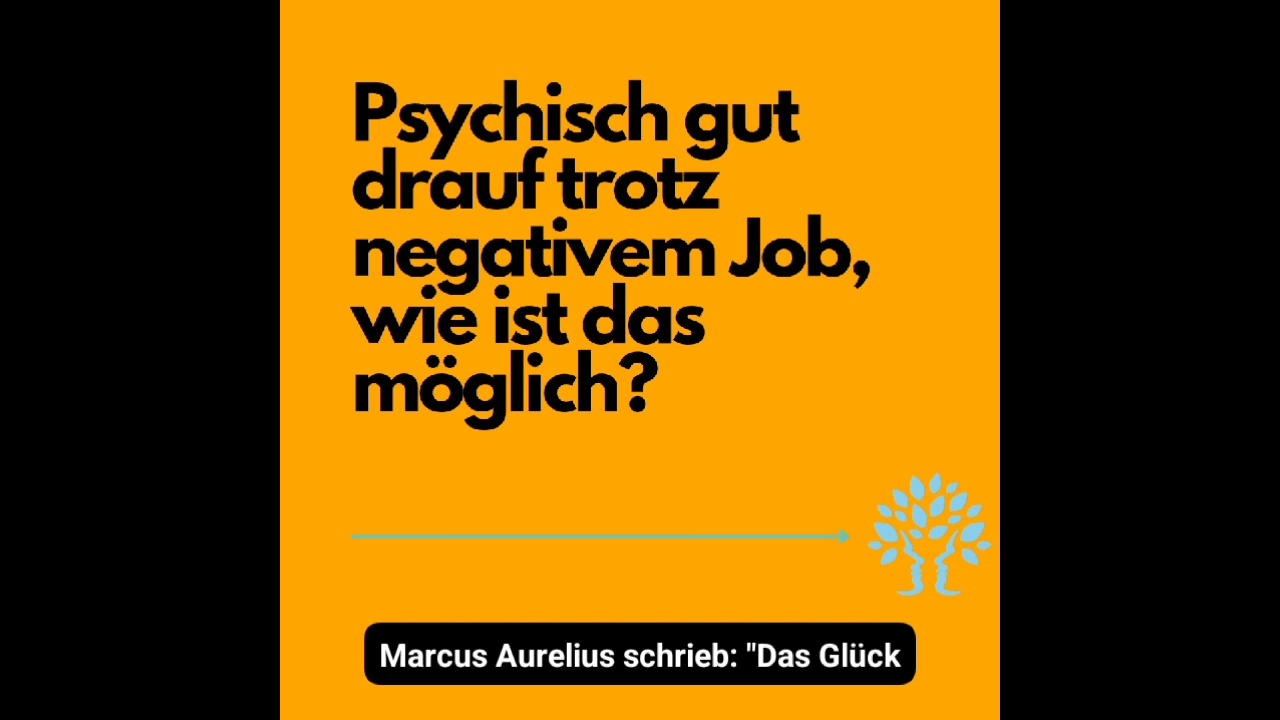 Psychisch gut
drauf trotz
negativem Job,
wie ist das
möglich?
Marcus Aurelius schrieb: "Das Glück